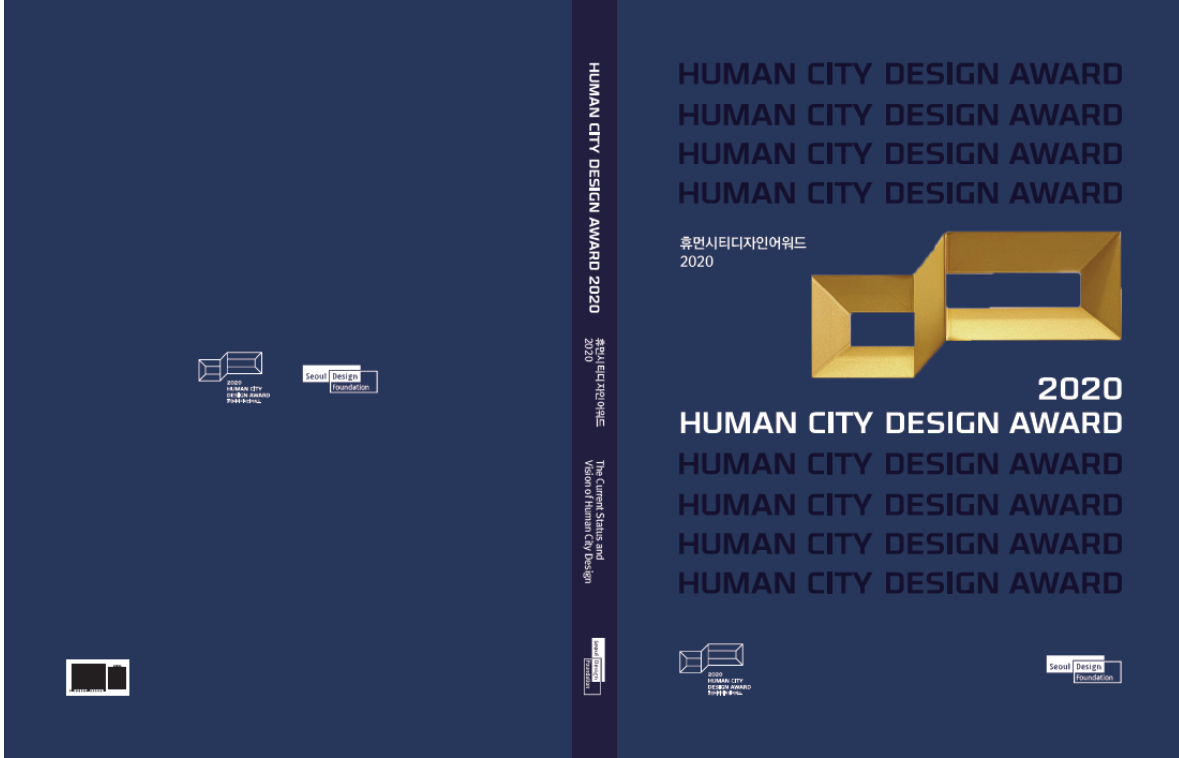 2020
HUMAN CITY
DESIGN AWARD
Seoul Design
Foundation
HUMAN CITY DESIGN AWARD 2020
휴먼시티디자인어워드
2020
The Current Status and
Vision of Human City Design
Seoul Design
Foundation
HUMAN CITY DESIGN AWARD
HUMAN CITY DESIGN AWARD
HUMAN CITY DESIGN AWARD
HUMAN CITY DESIGN AWARD
휴먼시티디자인어워드
2020
2020
HUMAN CITY DESIGN AWARD
HUMAN CITY DESIGN AWARD
HUMAN CITY DESIGN AWARD
HUMAN CITY DESIGN AWARD
HUMAN CITY DESIGN AWARD
2020
HUMAN CITY
DESIGN AWARD
Seoul Design
Foundation